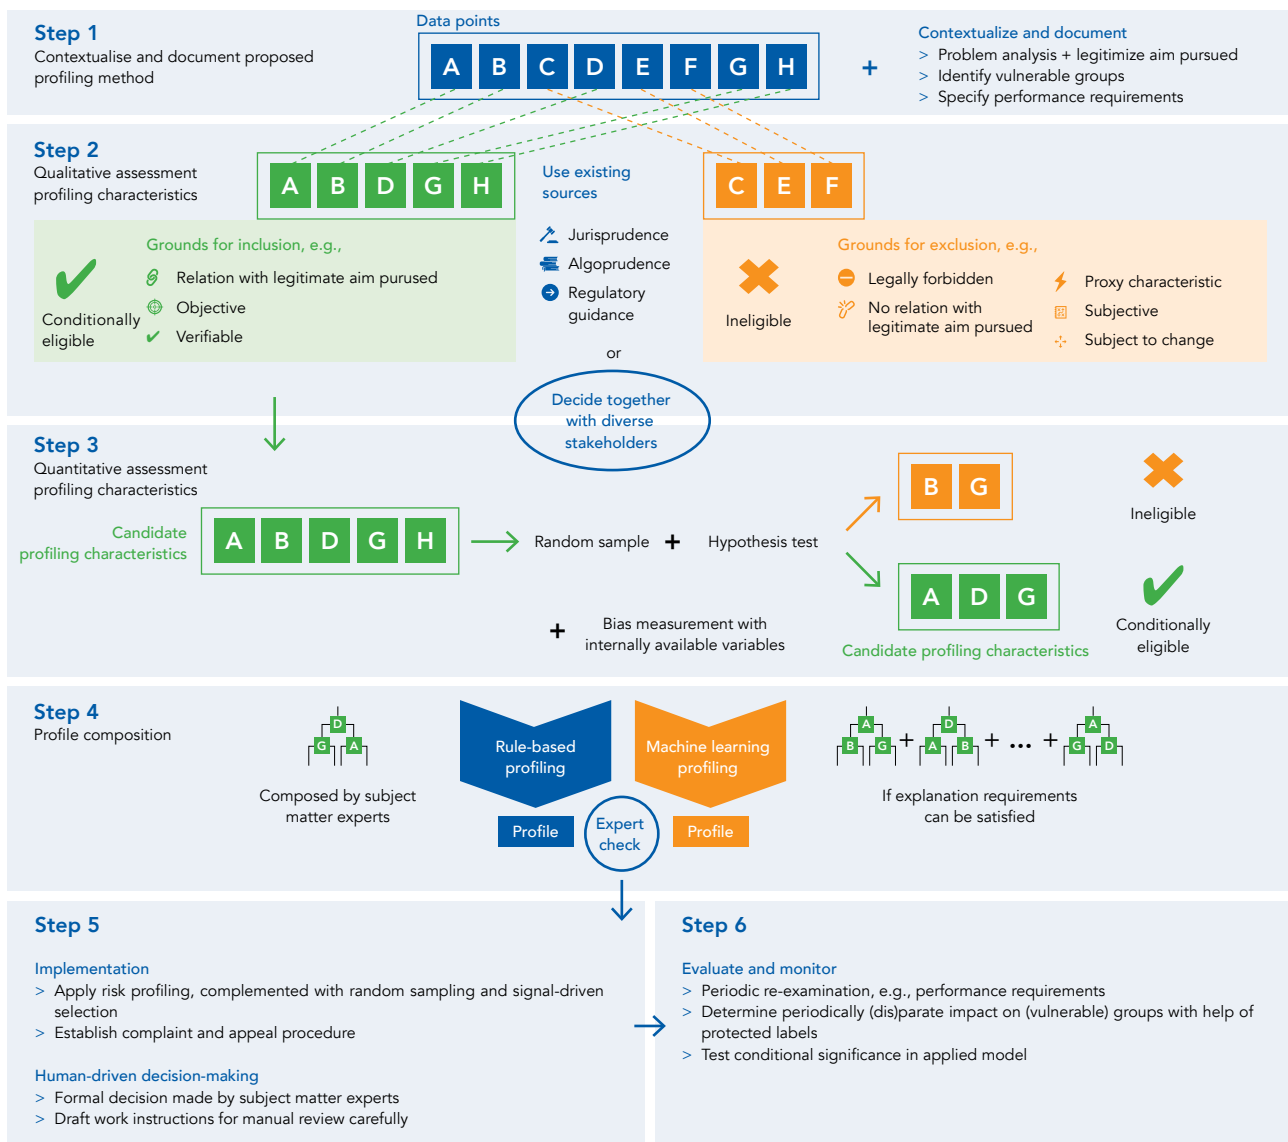 Step 1
Contextualise and document proposed
profiling method
Data points
A B C D E F G H
+
Contextualize and document
> Problem analysis + legitimize aim pursued
> Identify vulnerable groups
> Specify performance requirements
Step 2
Qualitative assessment
profiling characteristics
A B D G H
Use existing
sources
Jurisprudence
Algoprudence
Regulatory
guidance
or
Decide together
with diverse
stakeholders
C E F
Conditionally
eligible
Grounds for inclusion, e.g.,
Relation with legitimate aim purused
Objective
Verifiable
Ineligible
Grounds for exclusion, e.g.,
Legally forbidden
No relation with
legitimate aim pursued
Proxy characteristic
Subjective
Subject to change
Step 3
Quantitative assessment
profiling characteristics
Candidate
profiling characteristics
A B D G H
Random sample + Hypothesis test
+ Bias measurement with
internally available variables
B G
Ineligible
A D G
Candidate profiling characteristics
Conditionally
eligible
Step 4
Profile composition
D
G A
Composed by subject
matter experts
Rule-based
profiling
Profile
Machine learning
profiling
Profile
Expert
check
A
B G
+
D
A B
+ ... +
A
G D
If explanation requirements
can be satisfied
Step 5
Implementation
> Apply risk profiling, complemented with random sampling and signal-driven
selection
> Establish complaint and appeal procedure
Human-driven decision-making
> Formal decision made by subject matter experts
> Draft work instructions for manual review carefully
Step 6
Evaluate and monitor
> Periodic re-examination, e.g., performance requirements
> Determine periodically (dis)parate impact on (vulnerable) groups with help of
protected labels
> Test conditional significance in applied model